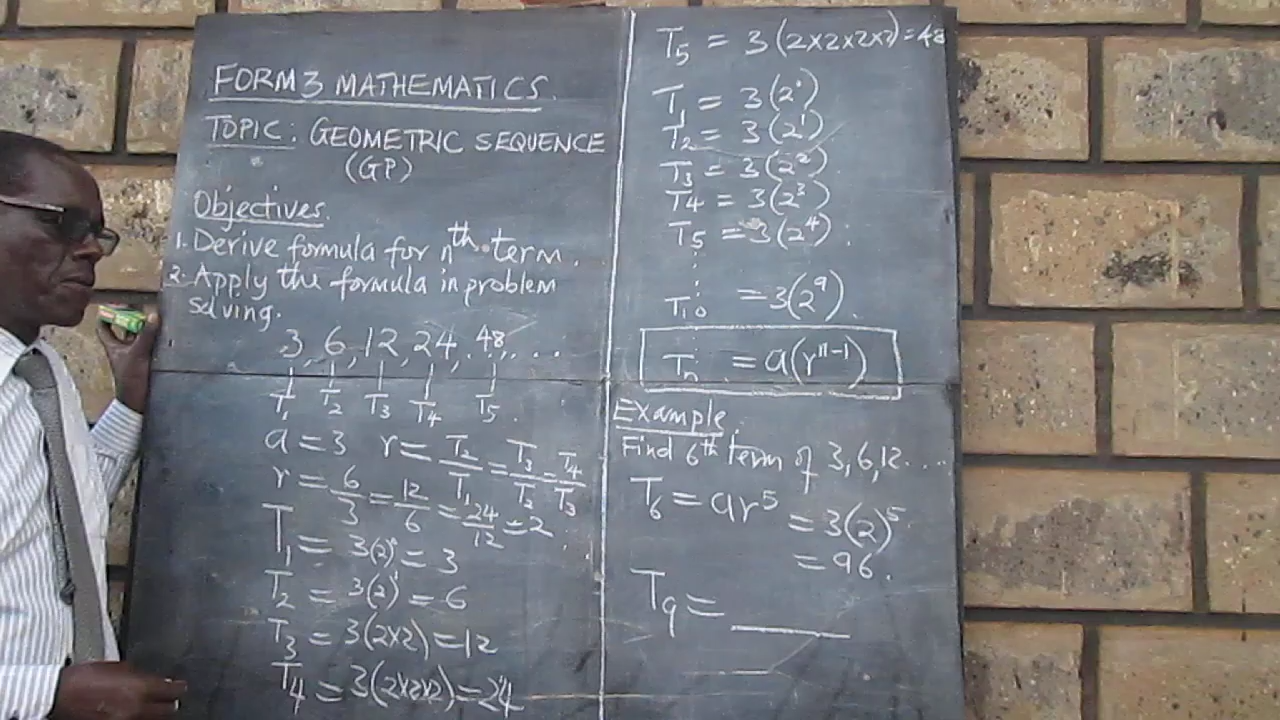 FORM 3 MATHEMATICS.
TOPIC: GEOMETRIC SEQUENCE
(GP)
Objectives.
1. Derive formula for nth term.
2. Apply the formula in problem
solving.
3, 6, 12, 24, 48, ...
T1 T2 T3 T4 T5
a = 3 r = T2/T1 = T3/T2 = T4/T3
r = 6/3 = 12/6 = 24/12 = 2
T1 = 3(2)⁰ = 3
T2 = 3(2)¹ = 6
T3 = 3(2x2) = 12
T4 = 3(2x2x2) = 24
T5 = 3(2x2x2x2) = 48
T1 = 3(2⁰)
T2 = 3(2¹)
T3 = 3(2²)
T4 = 3(2³)
T5 = 3(2⁴)
T10 = 3(2⁹)
Tn = a(rⁿ⁻¹)
Example.
Find 6th term of 3, 6, 12....
T6 = ar⁵ = 3(2)⁵
= 96.
T9 = ______